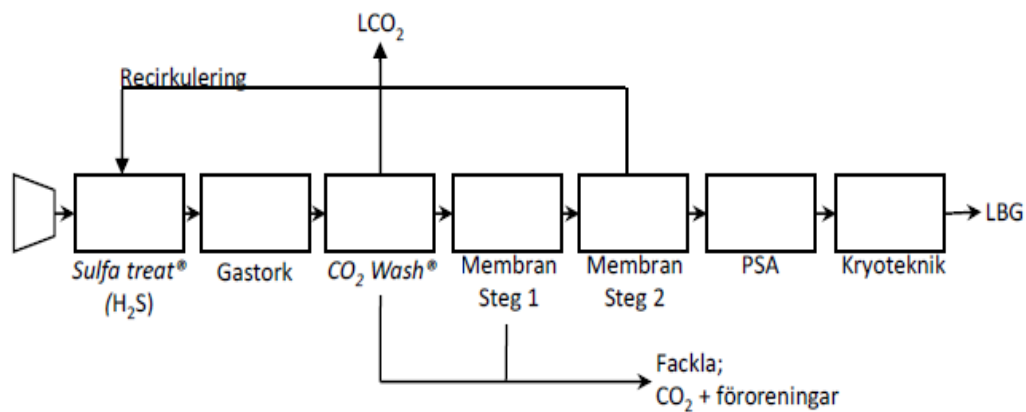 LCO₂
Recirkulering
LBG
Sulfa treat®
(H₂S)
Gastork
CO₂ Wash®
Membran
Steg 1
Membran
Steg 2
PSA
Kryoteknik
Fackla;
CO₂ + föroreningar